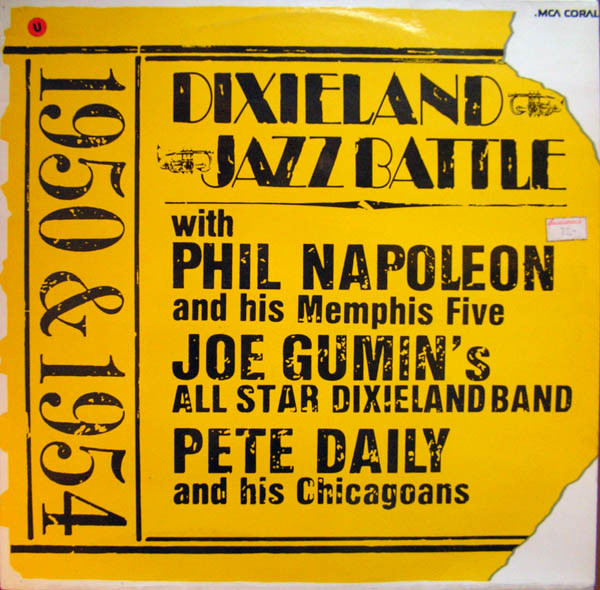 U
.MCA CORAL
1950 & 1954
DIXIELAND
JAZZ BATTLE
with
PHIL NAPOLEON
and his Memphis Five
JOE GUMIN's
ALL STAR DIXIELAND BAND
PETE DAILY
and his Chicagoans